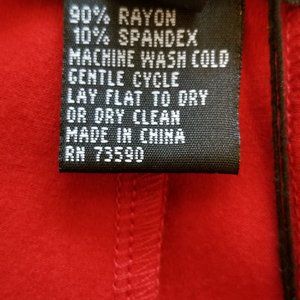 90% RAYON
10% SPANDEX
MACHINE WASH COLD
GENTLE CYCLE
LAY FLAT TO DRY
OR DRY CLEAN
MADE IN CHINA
RN 73590